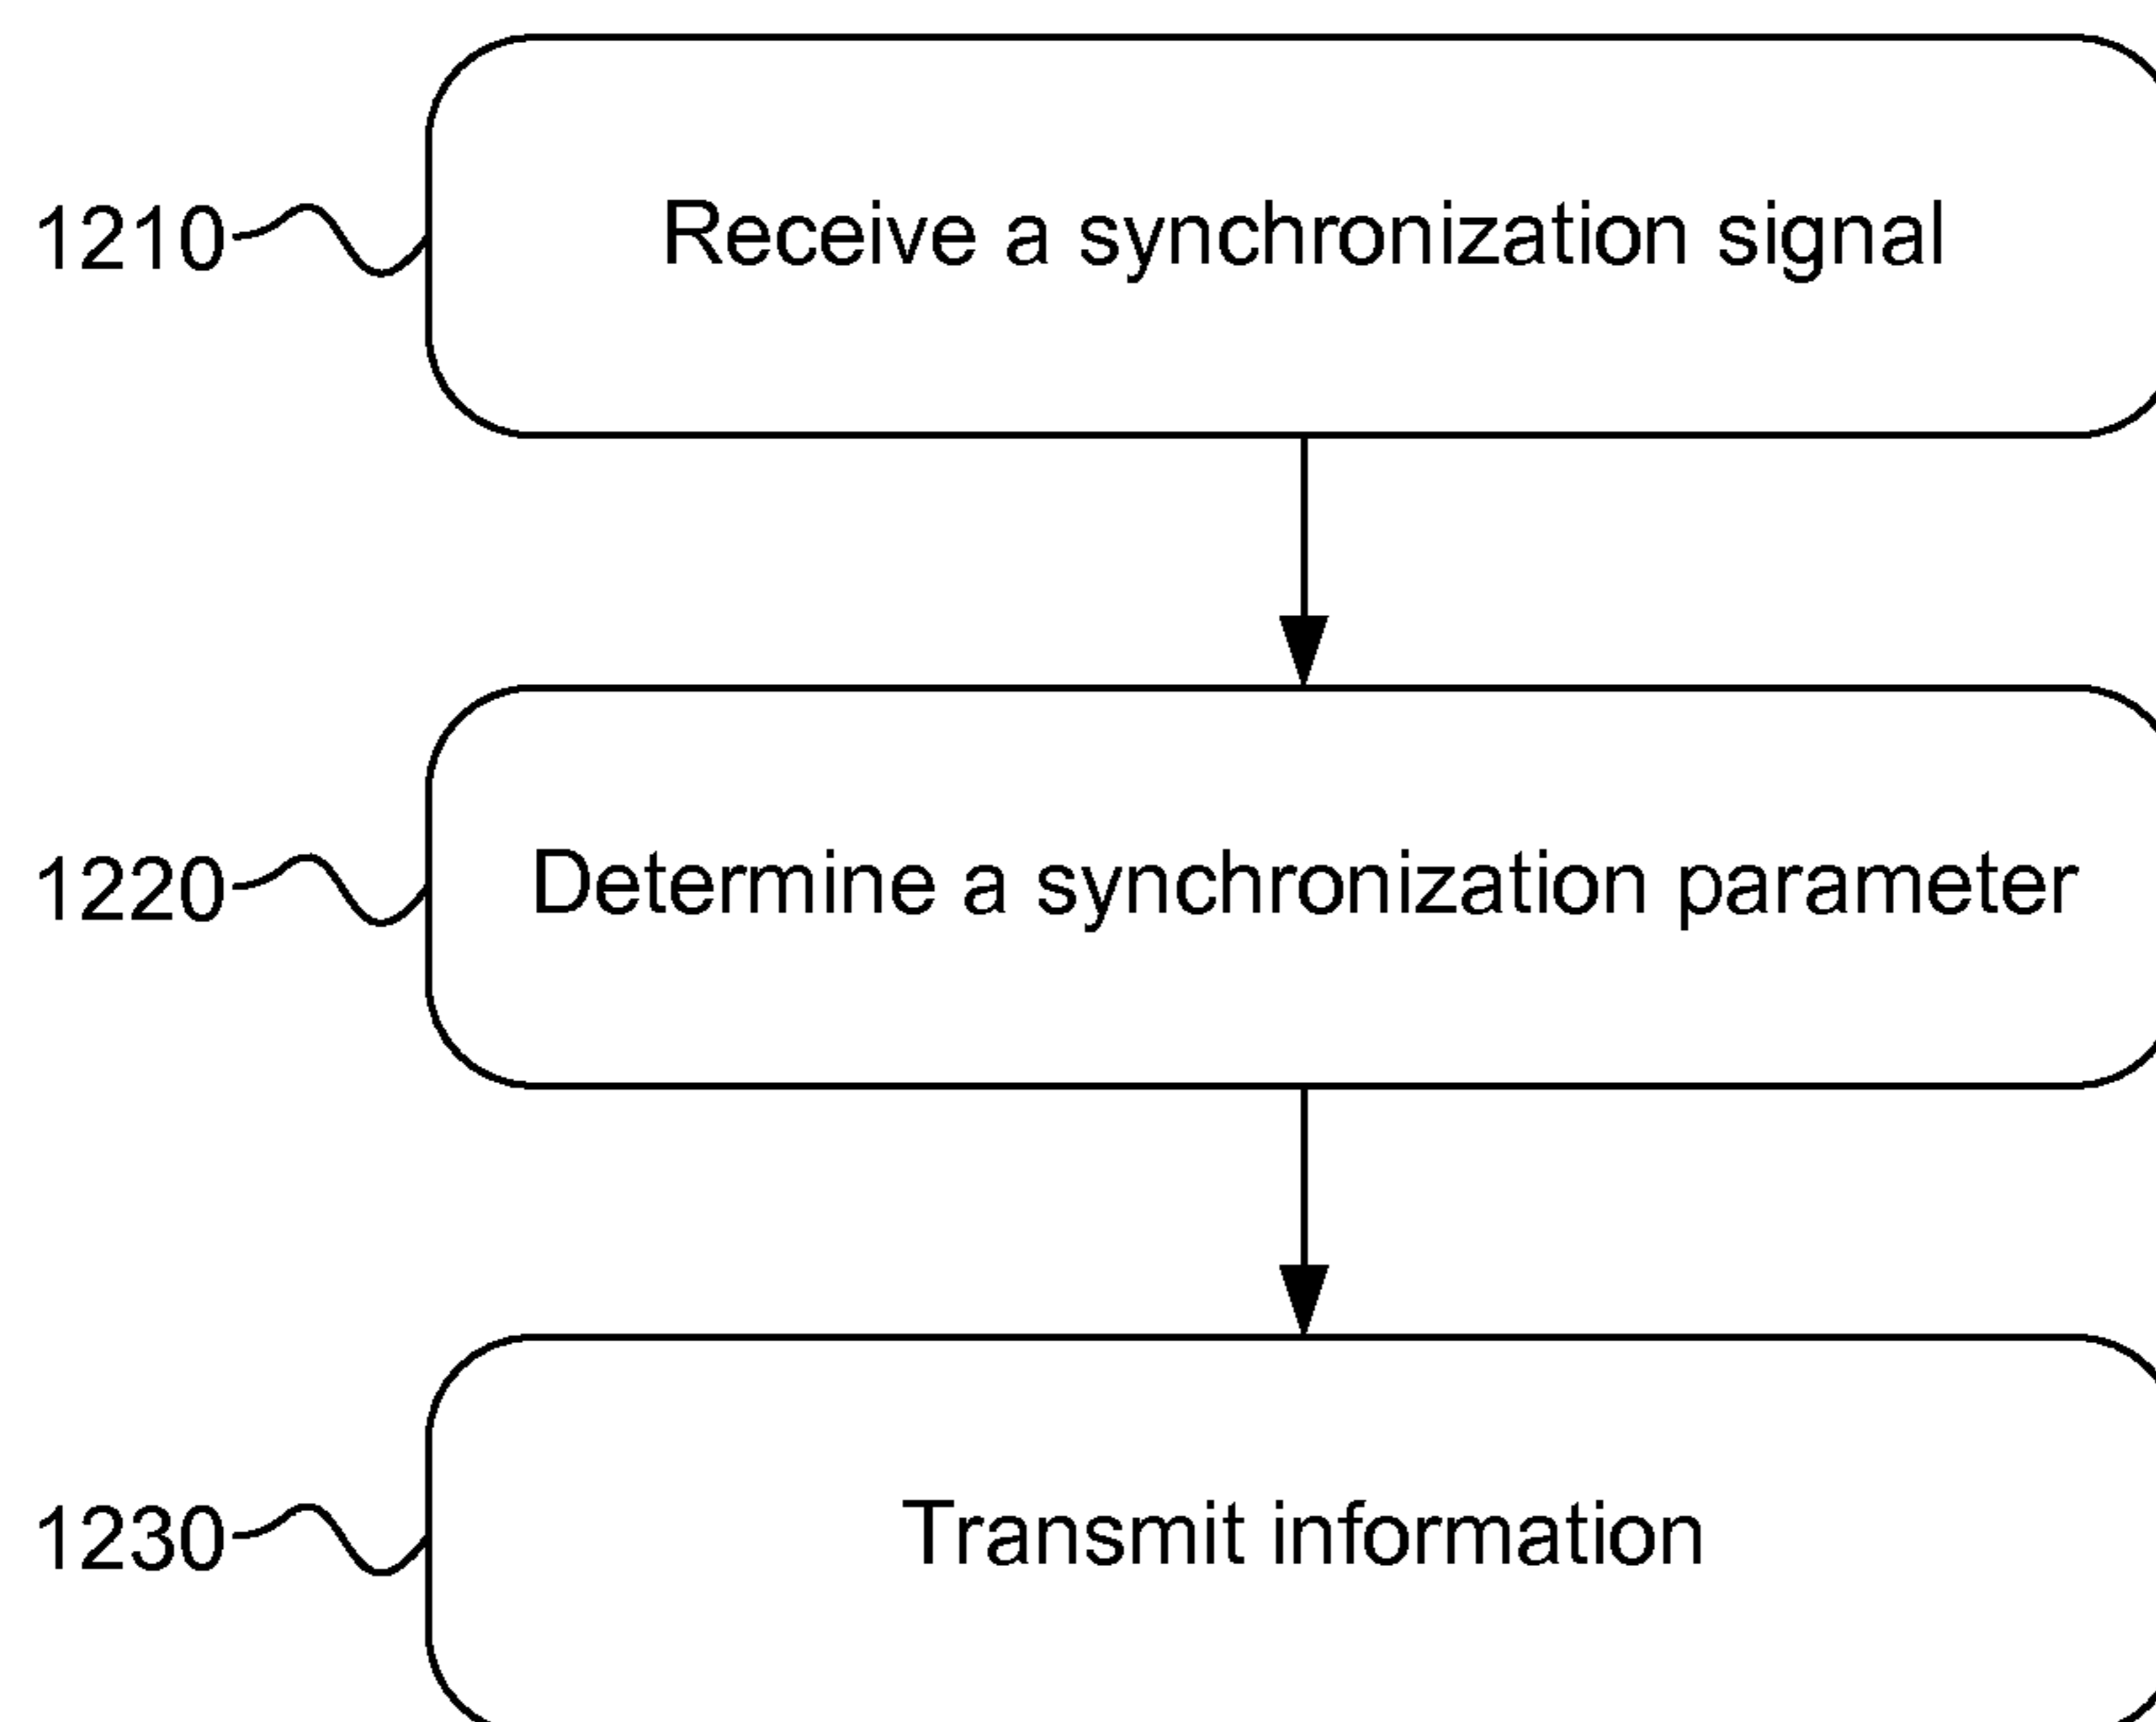 1210 Receive a synchronization signal
1220 Determine a synchronization parameter
1230 Transmit information